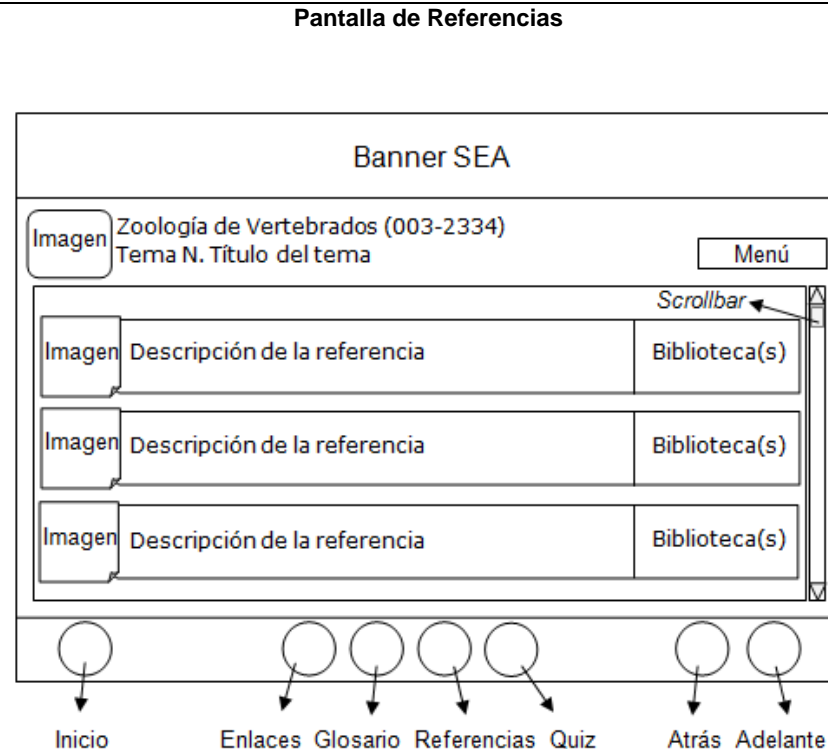 Pantalla de Referencias
Banner SEA
Imagen
Zoología de Vertebrados (003-2334)
Tema N. Título del tema
Menú
Scrollbar
Imagen Descripción de la referencia Biblioteca(s)
Imagen Descripción de la referencia Biblioteca(s)
Imagen Descripción de la referencia Biblioteca(s)
Inicio Enlaces Glosario Referencias Quiz Atrás Adelante